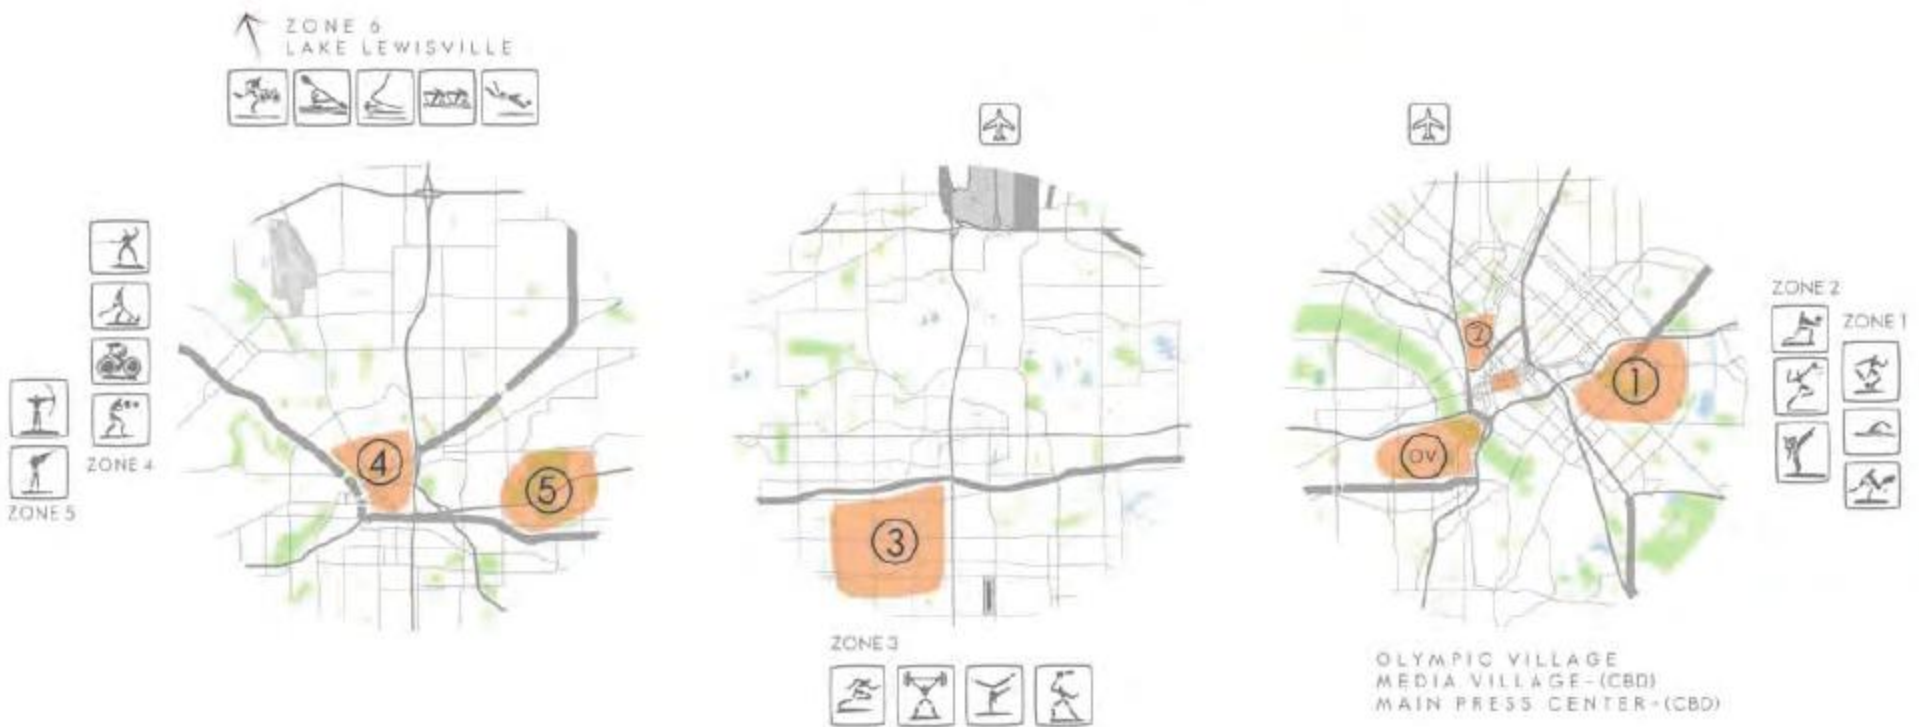 ZONE 6
LAKE LEWISVILLE
ZONE 4
ZONE 5
4
5
3
ZONE 3
2
1
OV
ZONE 2
ZONE 1
OLYMPIC VILLAGE
MEDIA VILLAGE-(CBD)
MAIN PRESS CENTER-(CBD)